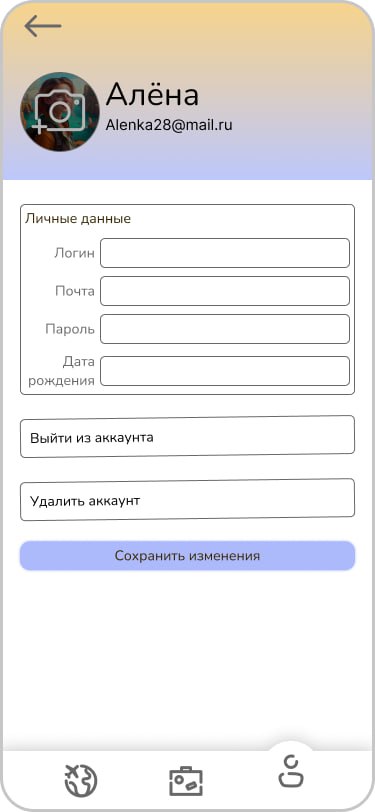 Алёна
Alenka28@mail.ru
Личные данные
Логин
Почта
Пароль
Дата
рождения
Выйти из аккаунта
Удалить аккаунт
Сохранить изменения